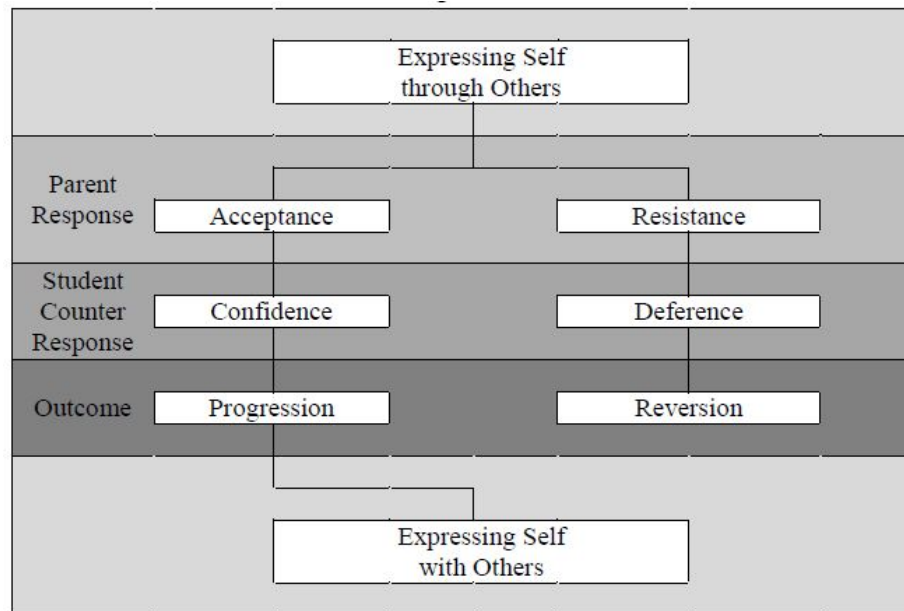 Expressing Self
through Others
Parent
Response
Acceptance
Resistance
Student
Counter
Response
Confidence
Deference
Outcome
Progression
Reversion
Expressing Self
with Others